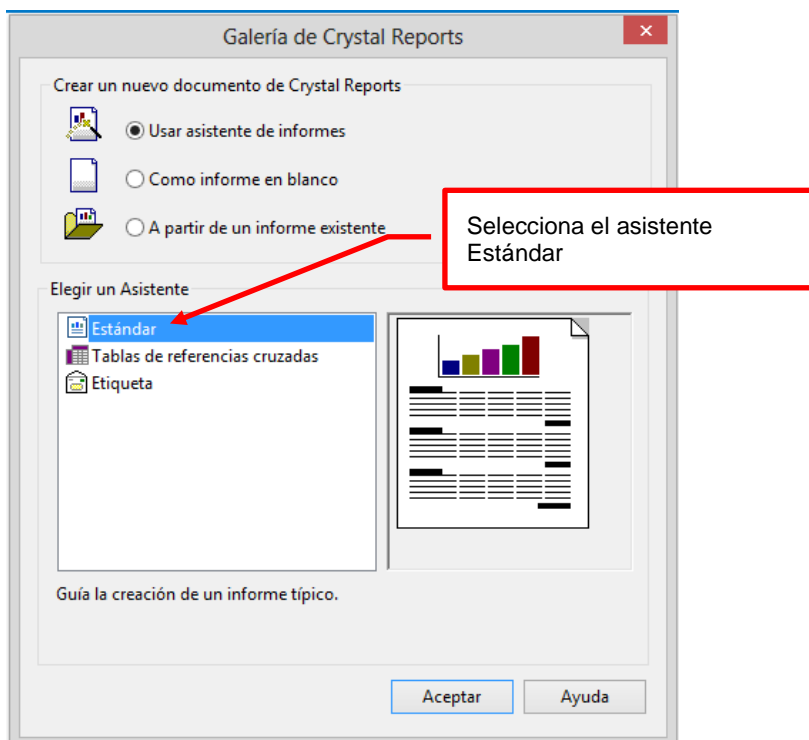 Galería de Crystal Reports
Crear un nuevo documento de Crystal Reports
Usar asistente de informes
Como informe en blanco
A partir de un informe existente
Selecciona el asistente
Estándar
Elegir un Asistente
Estándar
Tablas de referencias cruzadas
Etiqueta
Guía la creación de un informe típico.
Aceptar
Ayuda